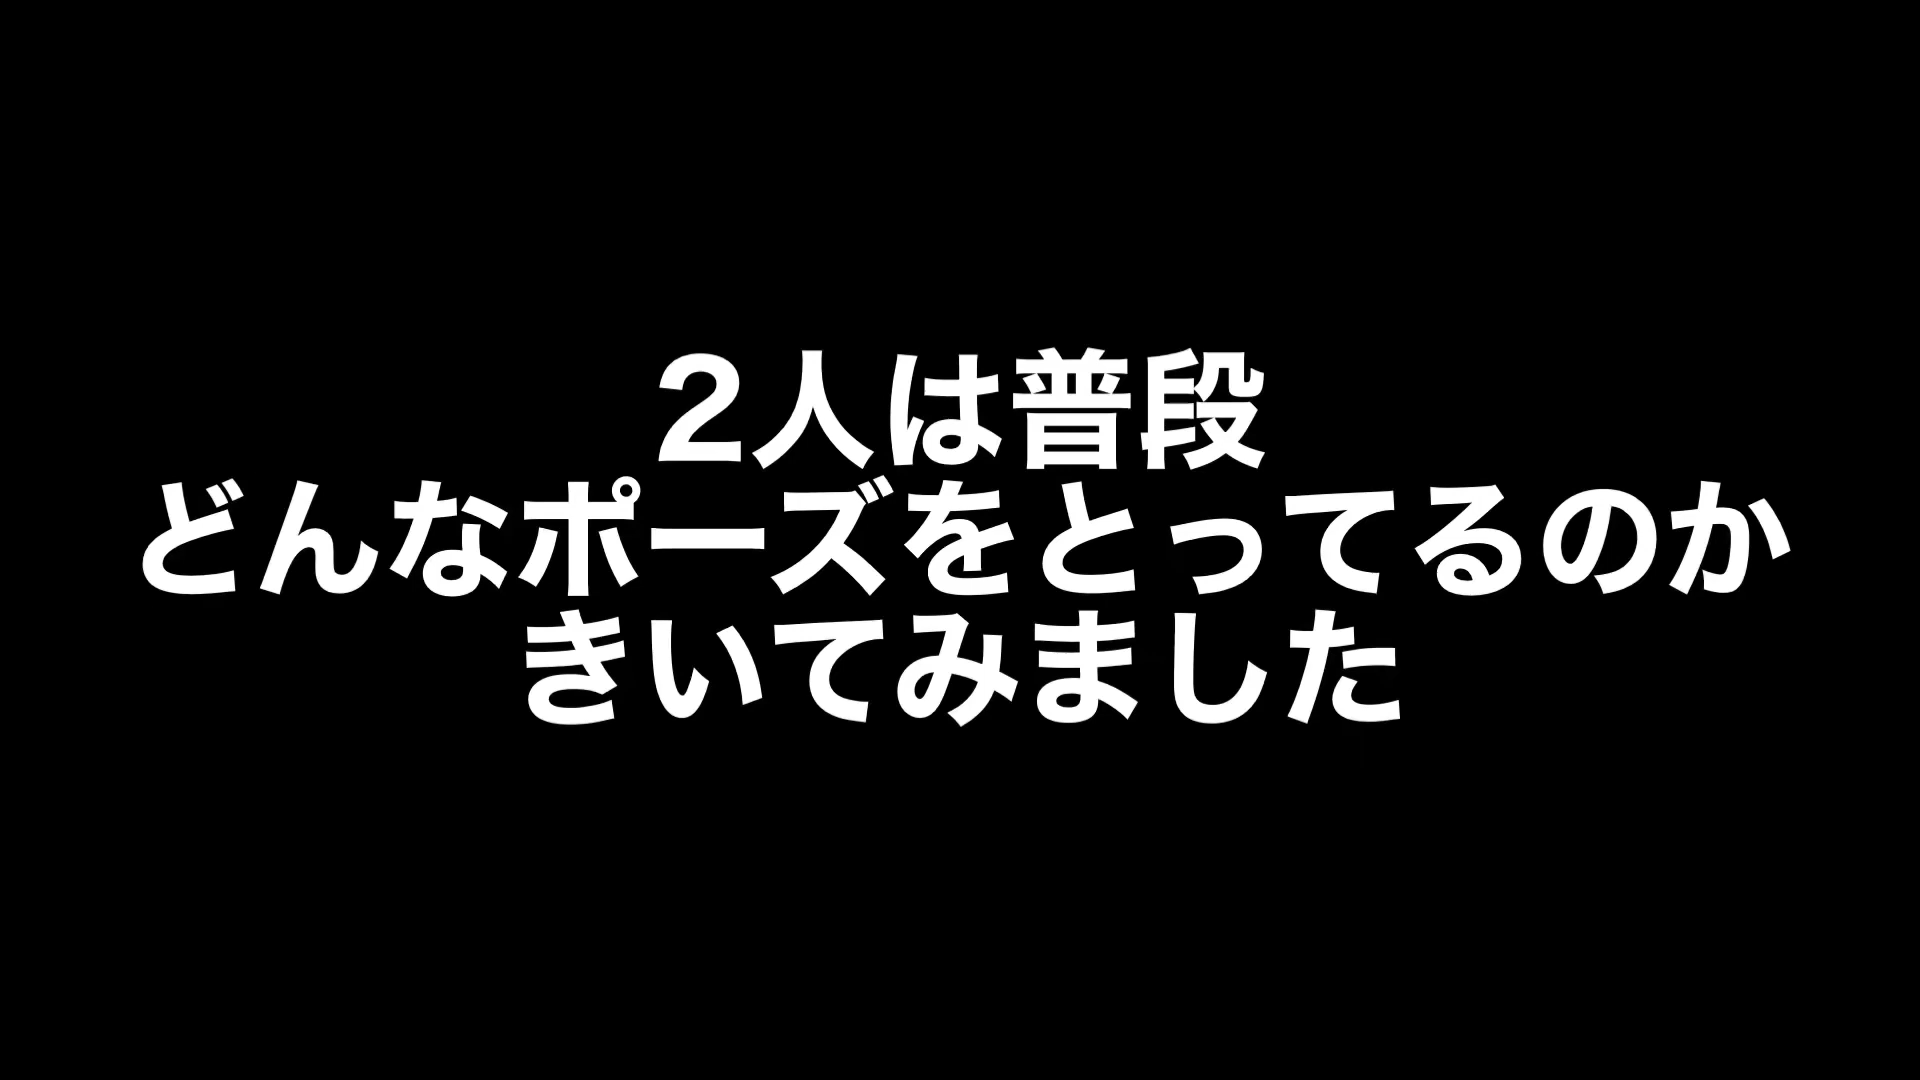 2人は普段
どんなポーズをとってるのか
きいてみました